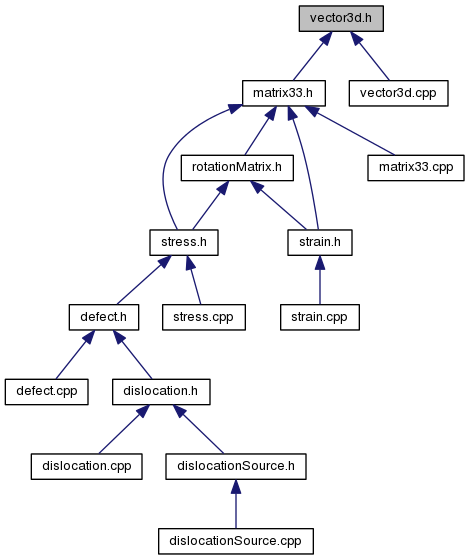 vector3d.h
matrix33.h
vector3d.cpp
rotationMatrix.h
matrix33.cpp
stress.h
strain.h
defect.h
stress.cpp
strain.cpp
defect.cpp
dislocation.h
dislocation.cpp
dislocationSource.h
dislocationSource.cpp